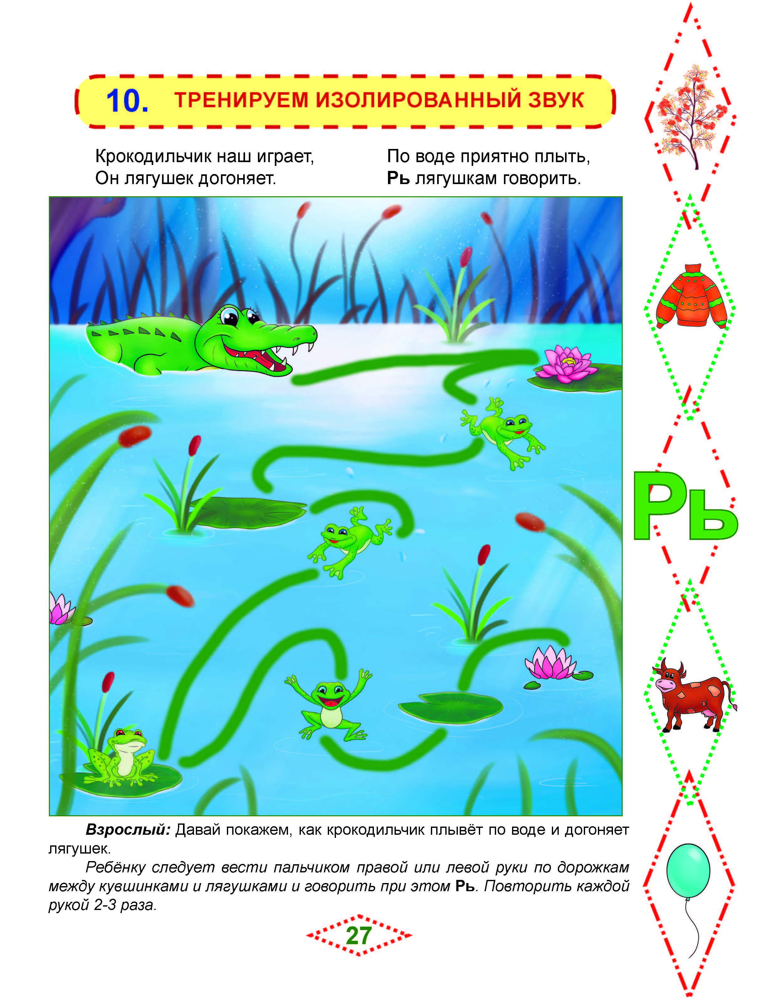 10. ТРЕНИРУЕМ ИЗОЛИРОВАННЫЙ ЗВУК
Крокодильчик наш играет,
Он лягушек догоняет.
По воде приятно плыть,
Рь лягушкам говорить.
Рь
Взрослый: Давай покажем, как крокодильчик плывёт по воде и догоняет
лягушек.
Ребёнку следует вести пальчиком правой или левой руки по дорожкам
между кувшинками и лягушками и говорить при этом Рь. Повторить каждой
рукой 2-3 раза.
27